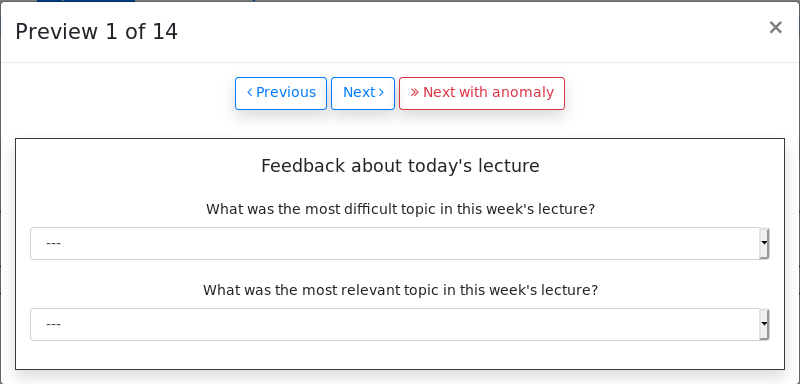 Preview 1 of 14
×
‹ Previous Next › » Next with anomaly
Feedback about today's lecture
What was the most difficult topic in this week's lecture?
---
What was the most relevant topic in this week's lecture?
---